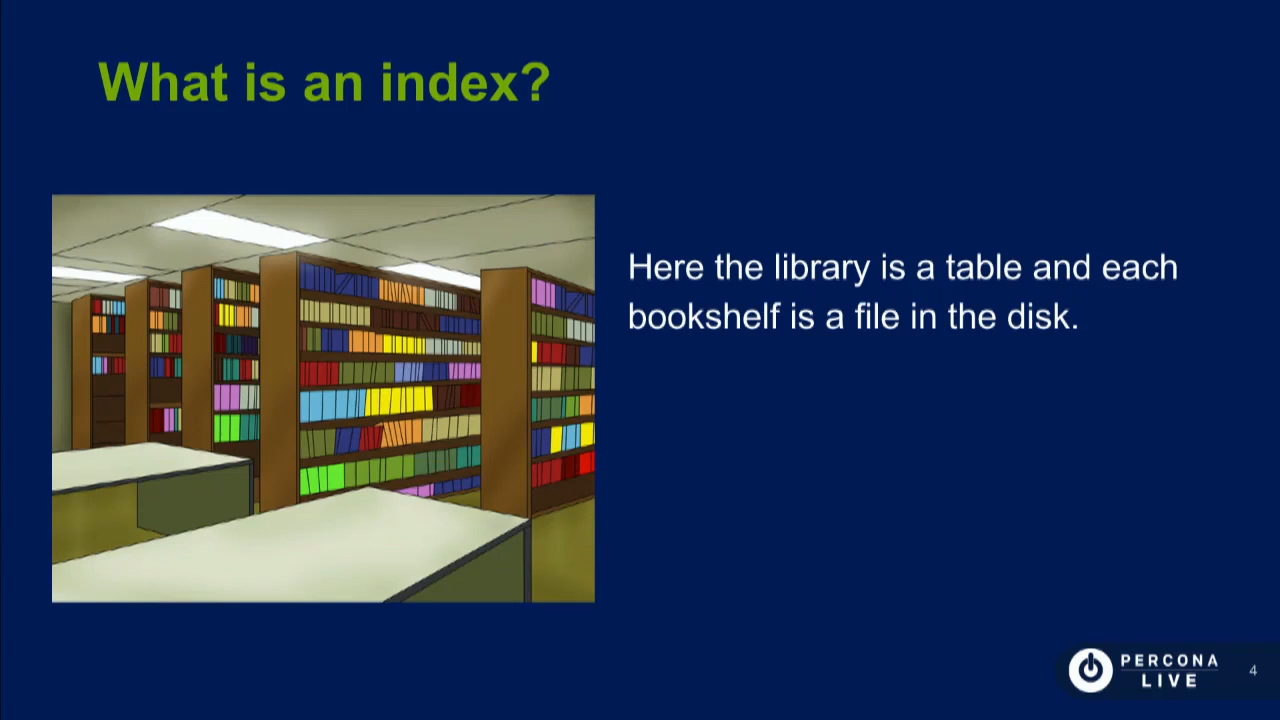 What is an index?
Here the library is a table and each
bookshelf is a file in the disk.
PERCONA
LIVE
4